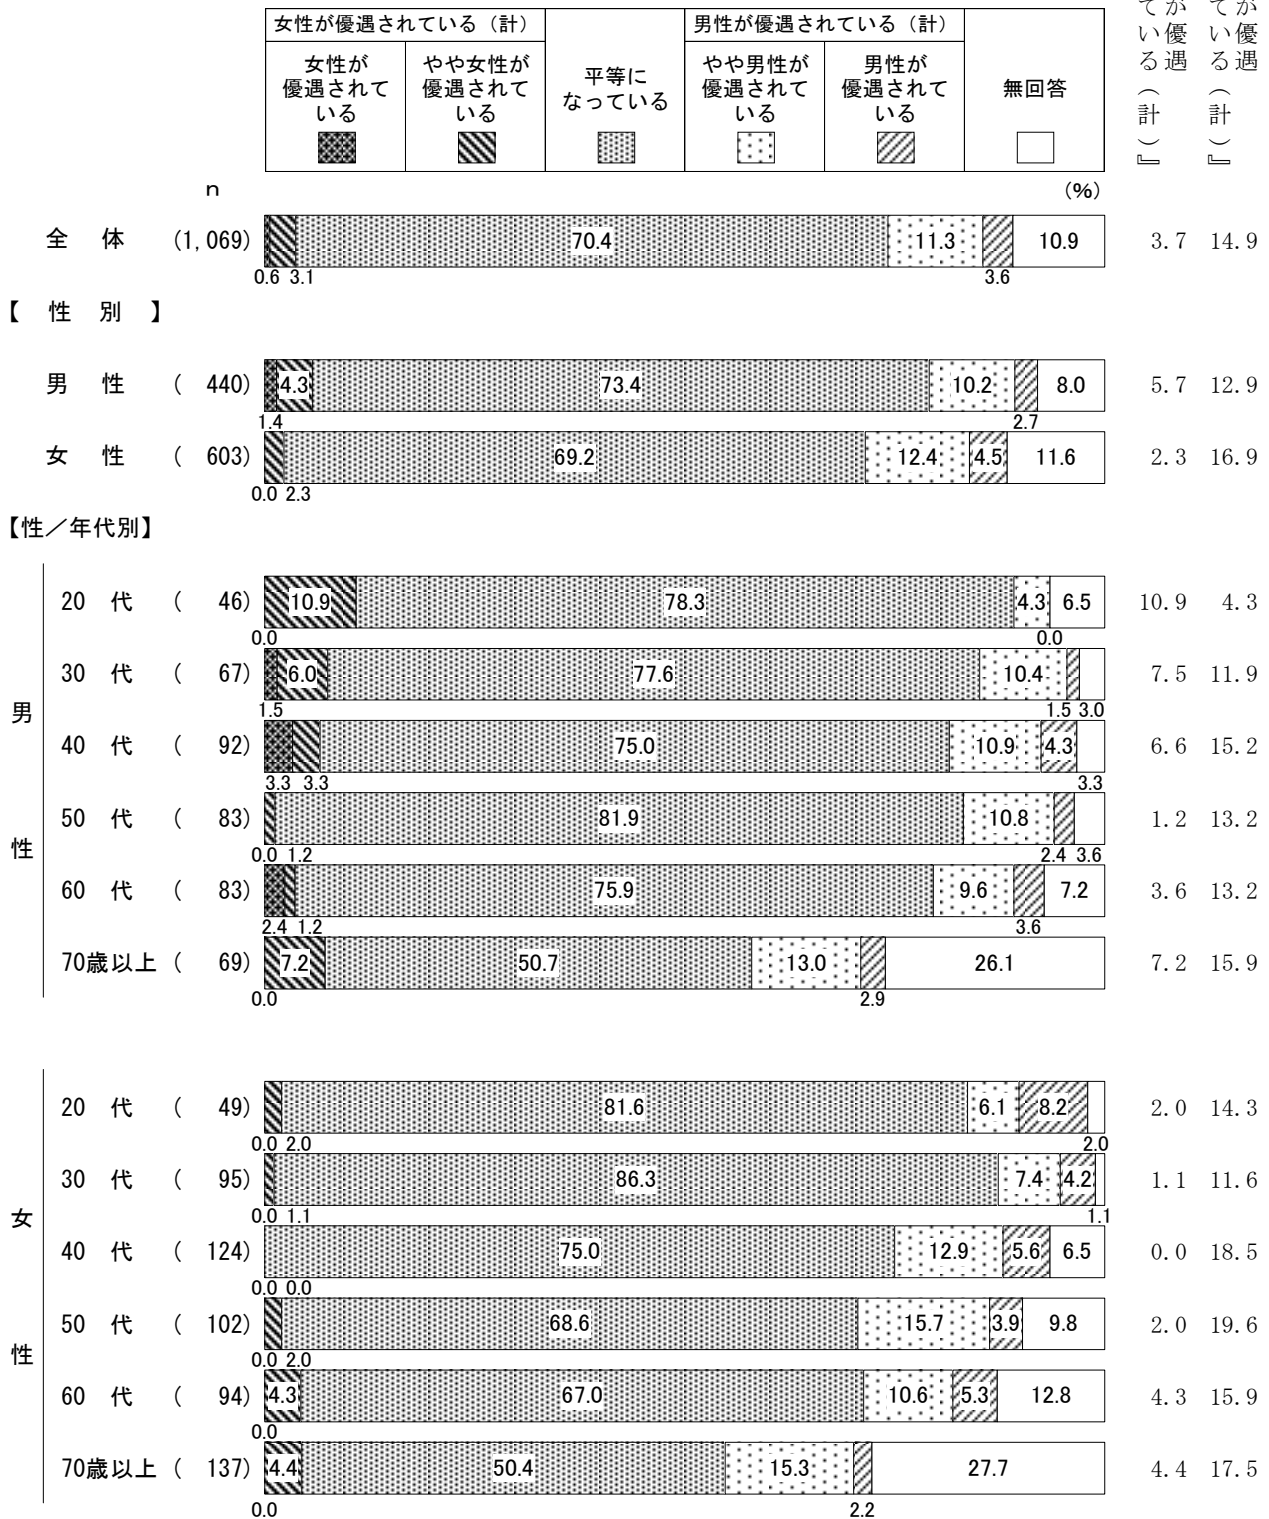 女性が優遇されている（計） 男性が優遇されている（計）
女性が優遇されている やや女性が優遇されている 平等になっている やや男性が優遇されている 男性が優遇されている 無回答
が優遇ている（計）』 が優遇ている（計）』
n (%)
全体 (1,069) 70.4 11.3 10.9 3.7 14.9
0.6 3.1 3.6
【 性 別 】
男性 ( 440) 4.3 73.4 10.2 8.0 5.7 12.9
1.4 2.7
女性 ( 603) 69.2 12.4 4.5 11.6 2.3 16.9
0.0 2.3
【性／年代別】
男性
20代 ( 46) 10.9 78.3 4.3 6.5 10.9 4.3
0.0 0.0
30代 ( 67) 6.0 77.6 10.4 7.5 11.9
1.5 1.5 3.0
40代 ( 92) 75.0 10.9 4.3 6.6 15.2
3.3 3.3 3.3
50代 ( 83) 81.9 10.8 1.2 13.2
0.0 1.2 2.4 3.6
60代 ( 83) 75.9 9.6 7.2 3.6 13.2
2.4 1.2 3.6
70歳以上 ( 69) 7.2 50.7 13.0 26.1 7.2 15.9
0.0 2.9
女性
20代 ( 49) 81.6 6.1 8.2 2.0 14.3
0.0 2.0 2.0
30代 ( 95) 86.3 7.4 4.2 1.1 11.6
0.0 1.1 1.1
40代 ( 124) 75.0 12.9 5.6 6.5 0.0 18.5
0.0 0.0
50代 ( 102) 68.6 15.7 3.9 9.8 2.0 19.6
0.0 2.0
60代 ( 94) 4.3 67.0 10.6 5.3 12.8 4.3 15.9
0.0
70歳以上 ( 137) 4.4 50.4 15.3 27.7 4.4 17.5
0.0 2.2